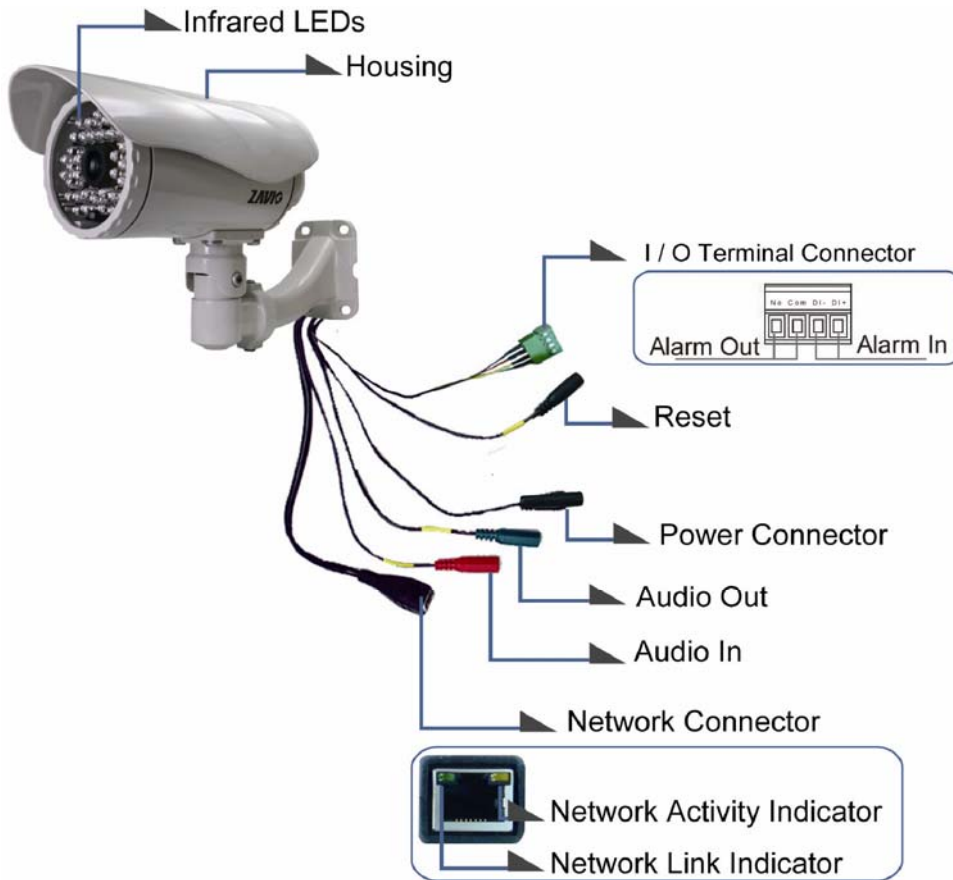 Infrared LEDs
Housing
ZAVIO
I / O Terminal Connector
No Com DI- DI+
Alarm Out
Alarm In
Reset
Power Connector
Audio Out
Audio In
Network Connector
Network Activity Indicator
Network Link Indicator